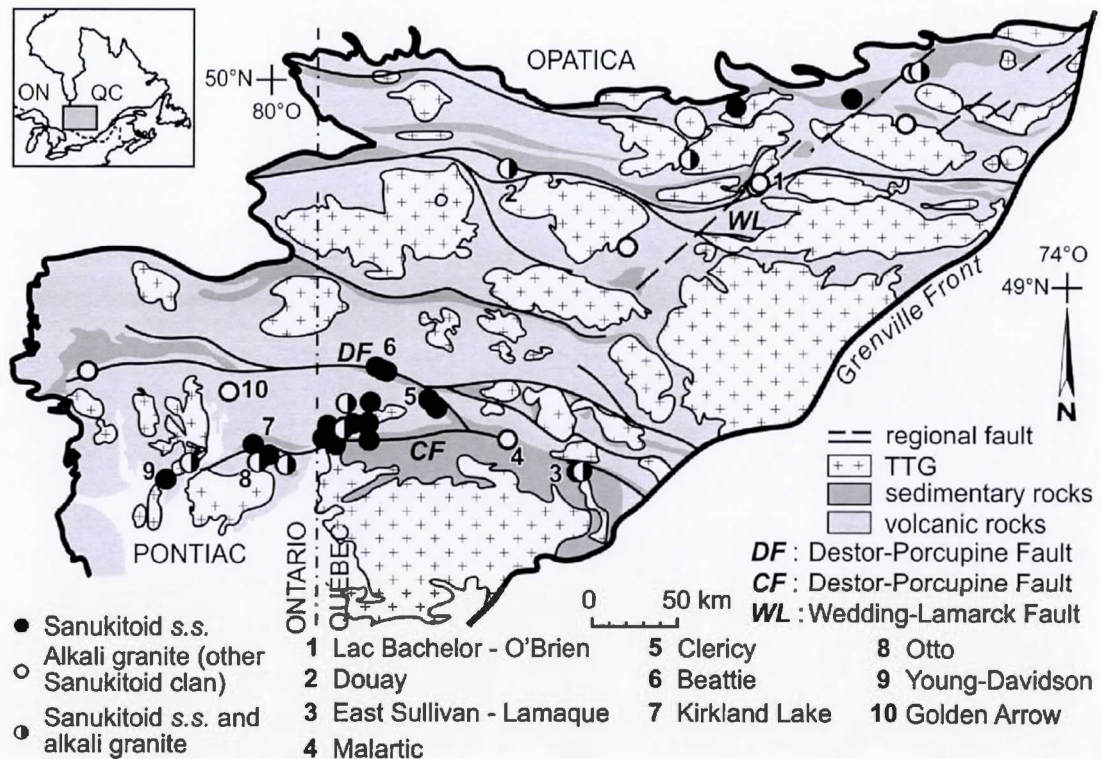 ON QC
50°N
80°O
OPATICA
2
1
WL
74°O
49°N
Grenville Front
N
DF 6
5
10
7
CF
4
3
9
8
PONTIAC
ONTARIO
QUÉBEC
regional fault
TTG
sedimentary rocks
volcanic rocks
DF : Destor-Porcupine Fault
CF : Destor-Porcupine Fault
WL : Wedding-Lamarck Fault
0 50 km
Sanukitoid s.s.
Alkali granite (other
Sanukitoid clan)
Sanukitoid s.s. and
alkali granite
1 Lac Bachelor - O'Brien
2 Douay
3 East Sullivan - Lamaque
4 Malartic
5 Clericy
6 Beattie
7 Kirkland Lake
8 Otto
9 Young-Davidson
10 Golden Arrow